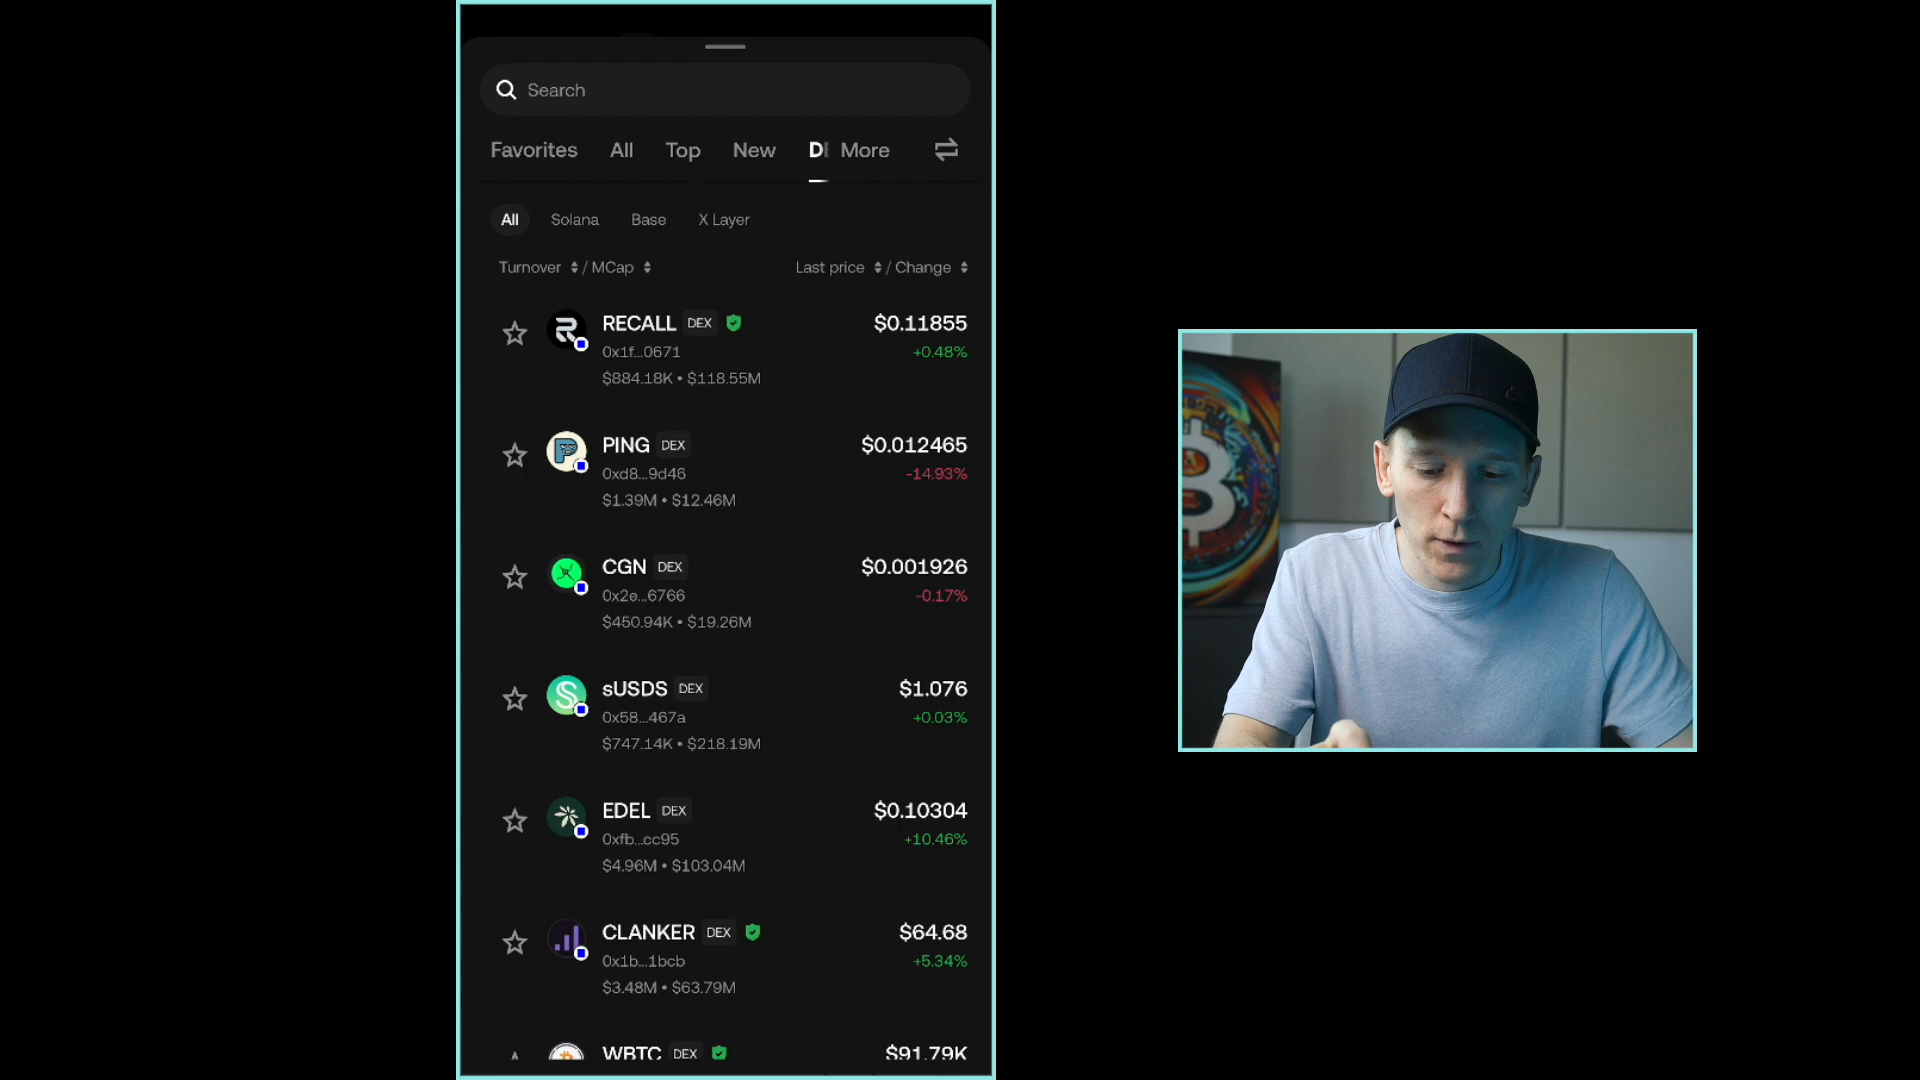 Search
Favorites All Top New DE More
All Solana Base X Layer
Turnover / MCap Last price / Change
RECALL DEX $0.11855
0x1f...0671 +0.48%
$884.18K • $118.55M
PING DEX $0.012465
0xd8...9d46 -14.93%
$1.39M • $12.46M
CGN DEX $0.001926
0x2e...6766 -0.17%
$450.94K • $19.26M
sUSDS DEX $1.076
0x58...467a +0.03%
$747.14K • $218.19M
EDEL DEX $0.10304
0xfb...cc95 +10.46%
$4.96M • $103.04M
CLANKER DEX $64.68
0x1b...1bcb +5.34%
$3.48M • $63.79M
WBTC DEX $91.79K